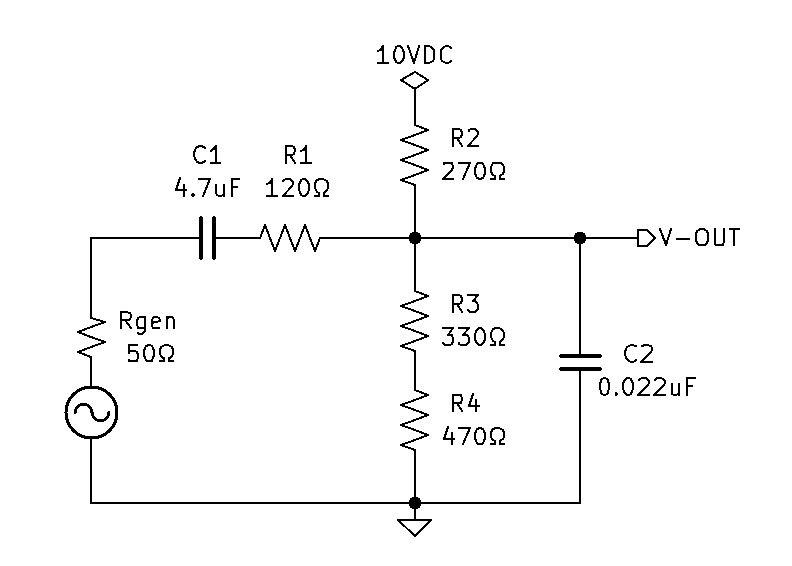 10VDC
R2
270Ω
C1
4.7uF
R1
120Ω
V-OUT
Rgen
50Ω
R3
330Ω
C2
0.022uF
R4
470Ω